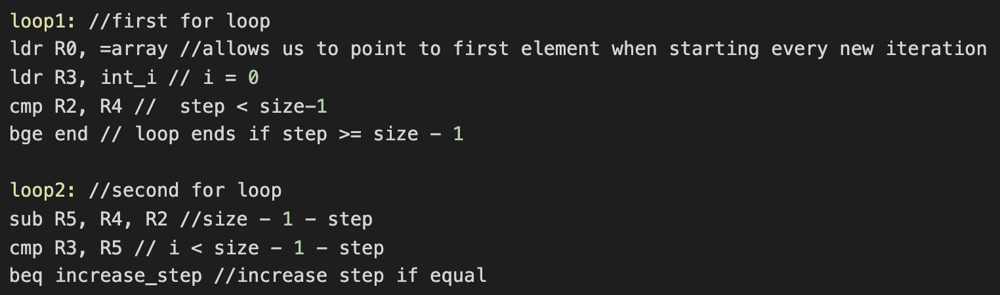 loop1: //first for loop
ldr R0, =array //allows us to point to first element when starting every new iteration
ldr R3, int_i // i = 0
cmp R2, R4 //  step < size-1
bge end // loop ends if step >= size - 1
loop2: //second for loop
sub R5, R4, R2 //size - 1 - step
cmp R3, R5 // i < size - 1 - step
beq increase_step //increase step if equal